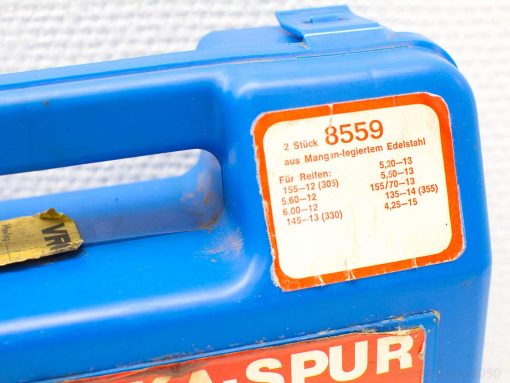 2 Stück 8559
aus Mangan-legiertem Edelstahl
Für Reifen:
155–12 (305)
5.60–12
6.00–12
145–13 (330)
5,20–13
5,50–13
155/70–13
135–14 (355)
4,25–15
VR
-SPUR